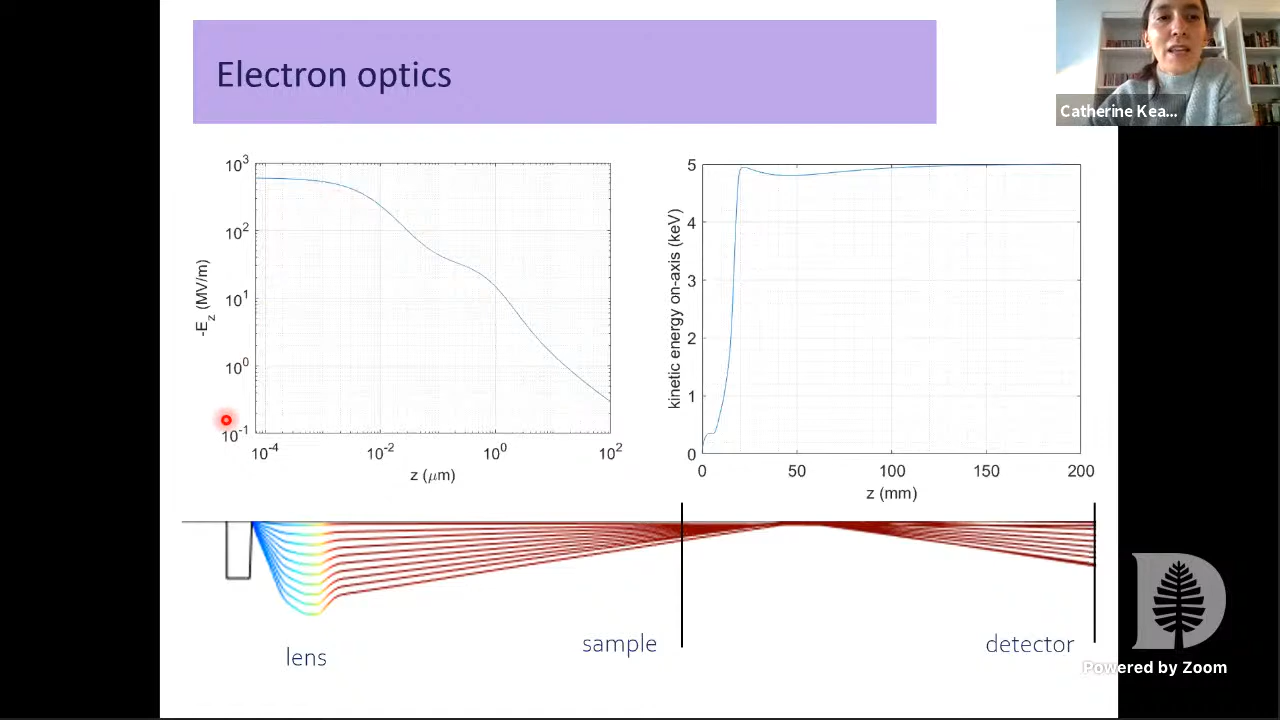 Electron optics
Catherine Kea...
10³
10²
10¹
10⁰
10⁻¹
-E_z (MV/m)
10⁻⁴
10⁻²
10⁰
10²
z (μm)
5
4
3
2
1
0
kinetic energy on-axis (keV)
0
50
100
150
200
z (mm)
lens
sample
detector
D
Powered by Zoom